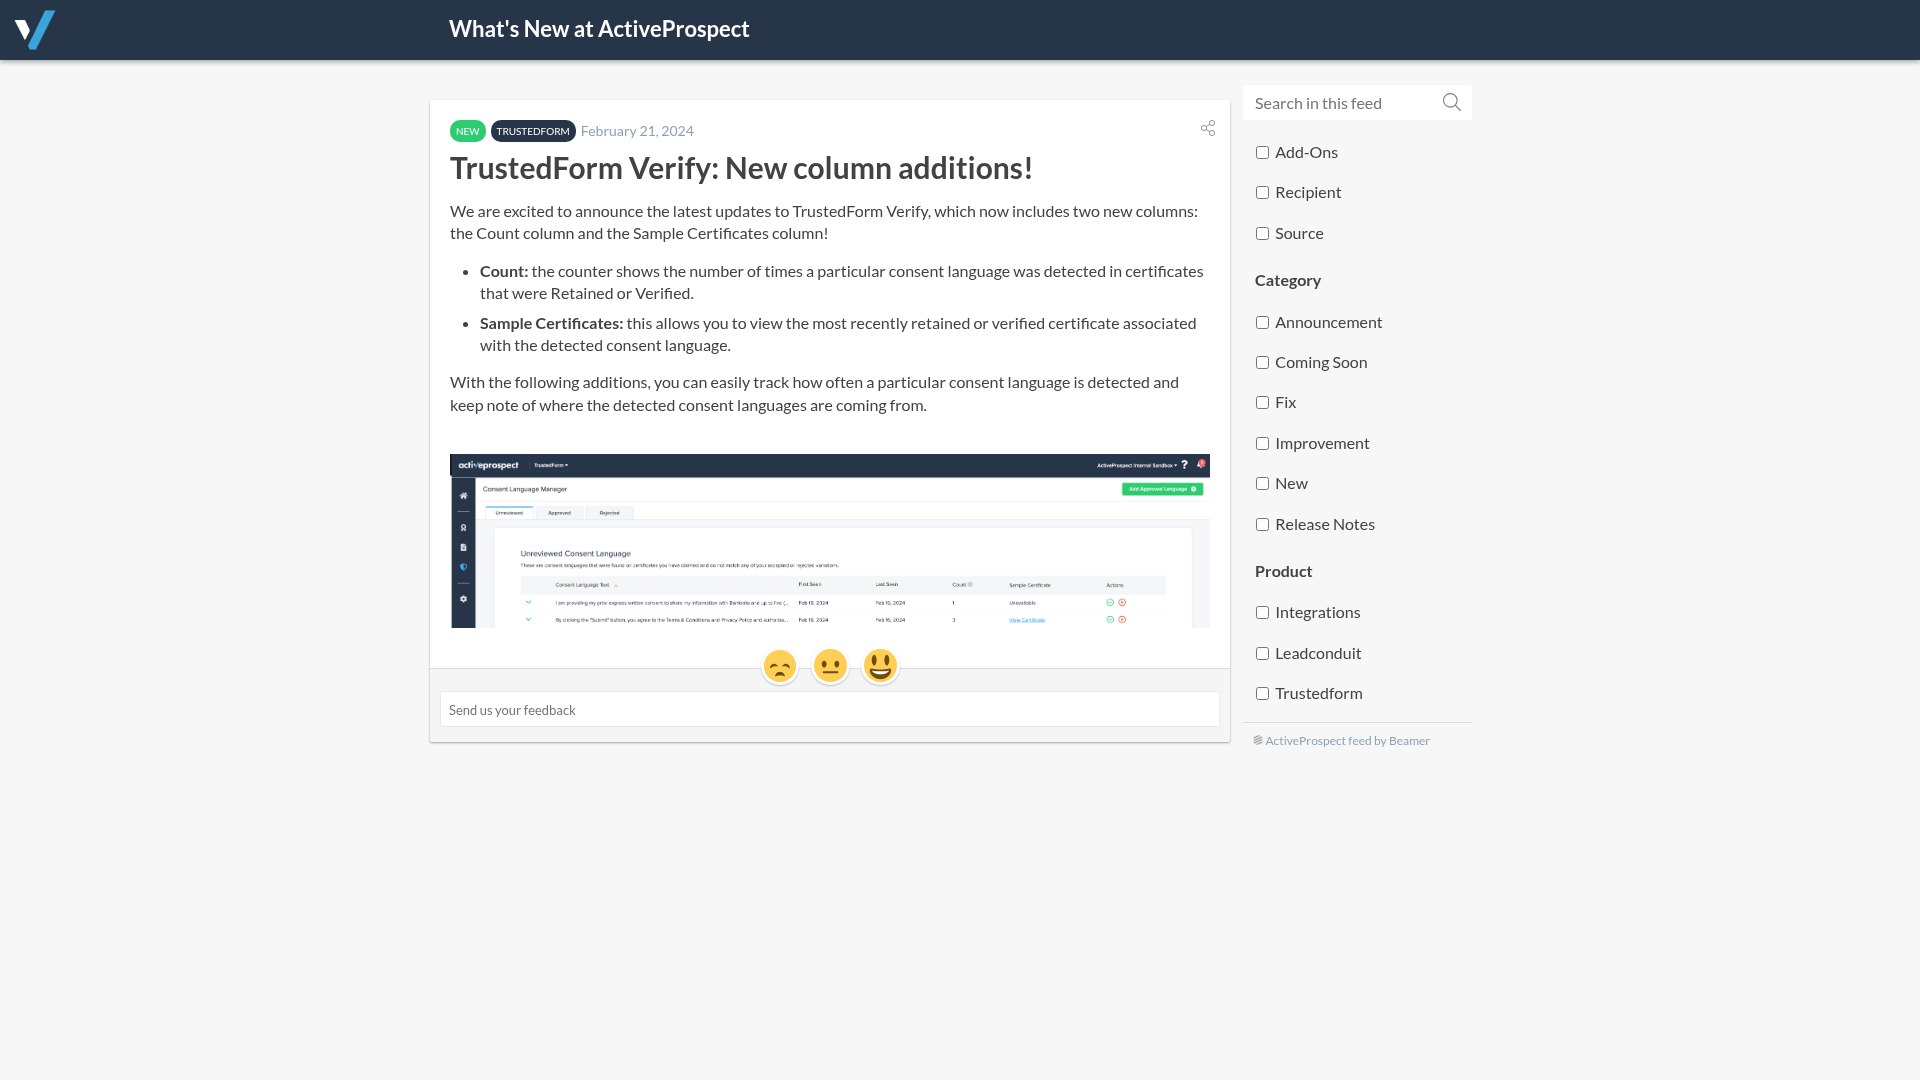 What's New at ActiveProspect
Search in this feed
NEW TRUSTEDFORM February 21, 2024
TrustedForm Verify: New column additions!
We are excited to announce the latest updates to TrustedForm Verify, which now includes two new columns:
the Count column and the Sample Certificates column!
• Count: the counter shows the number of times a particular consent language was detected in certificates
that were Retained or Verified.
• Sample Certificates: this allows you to view the most recently retained or verified certificate associated
with the detected consent language.
With the following additions, you can easily track how often a particular consent language is detected and
keep note of where the detected consent languages are coming from.
activeprospect TrustedForm ActiveProspect Internal Sandbox ?
Consent Language Manager Add Approved Language
Unreviewed Approved Rejected
Unreviewed Consent Language
These are consent languages that were found on certificates you have claimed and do not match any of your accepted or rejected variations.
Consent Language Text First Seen Last Seen Count Sample Certificate Actions
I am providing my prior express written consent to share my information with Bankrate and up to five (... Feb 15, 2024 Feb 15, 2024 1 Unavailable
By clicking the "Submit" button, you agree to the Terms & Conditions and Privacy Policy and authorize... Feb 15, 2024 Feb 15, 2024 3 View Certificate
Send us your feedback
Add-Ons
Recipient
Source
Category
Announcement
Coming Soon
Fix
Improvement
New
Release Notes
Product
Integrations
Leadconduit
Trustedform
ActiveProspect feed by Beamer